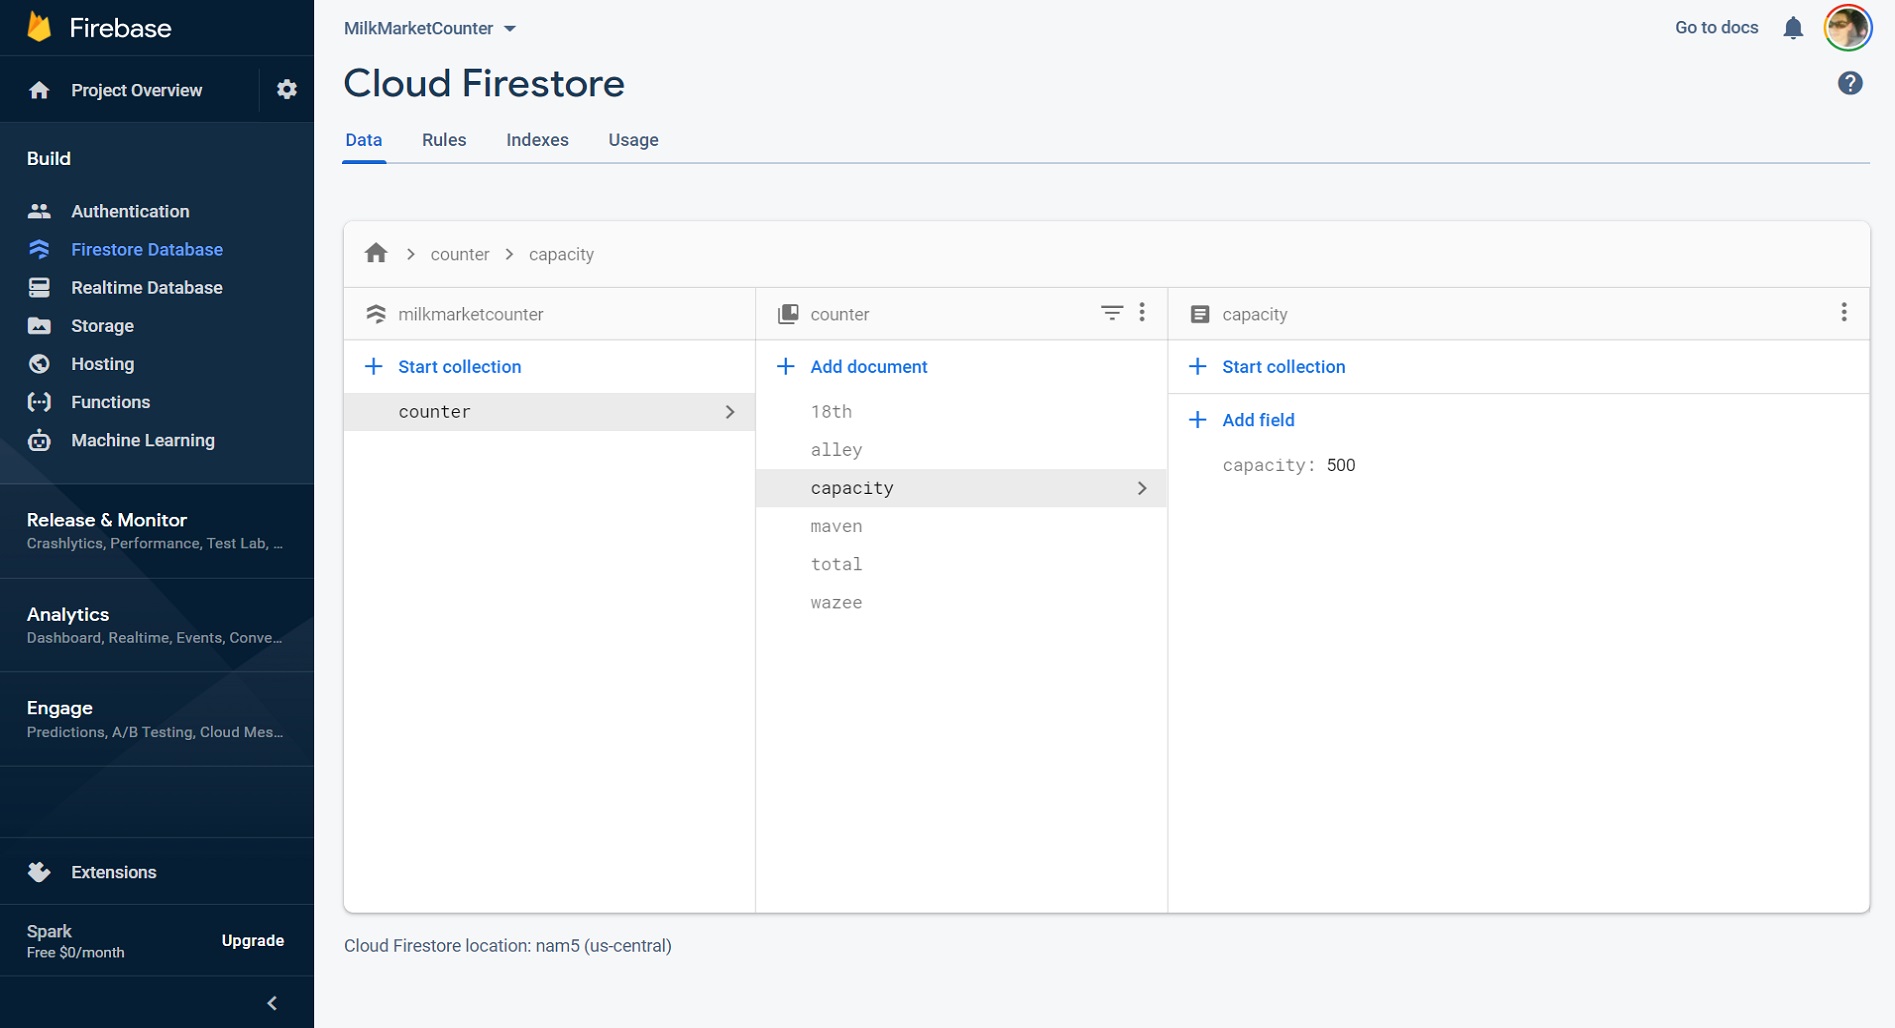 Firebase
Project Overview
Build
Authentication
Firestore Database
Realtime Database
Storage
Hosting
Functions
Machine Learning
Release & Monitor
Crashlytics, Performance, Test Lab, ...
Analytics
Dashboard, Realtime, Events, Conve...
Engage
Predictions, A/B Testing, Cloud Mes...
Extensions
Spark
Free $0/month
Upgrade
MilkMarketCounter
Go to docs
Cloud Firestore
?
Data Rules Indexes Usage
counter > capacity
milkmarketcounter
+ Start collection
counter
counter
+ Add document
18th
alley
capacity
maven
total
wazee
capacity
+ Start collection
+ Add field
capacity: 500
Cloud Firestore location: nam5 (us-central)